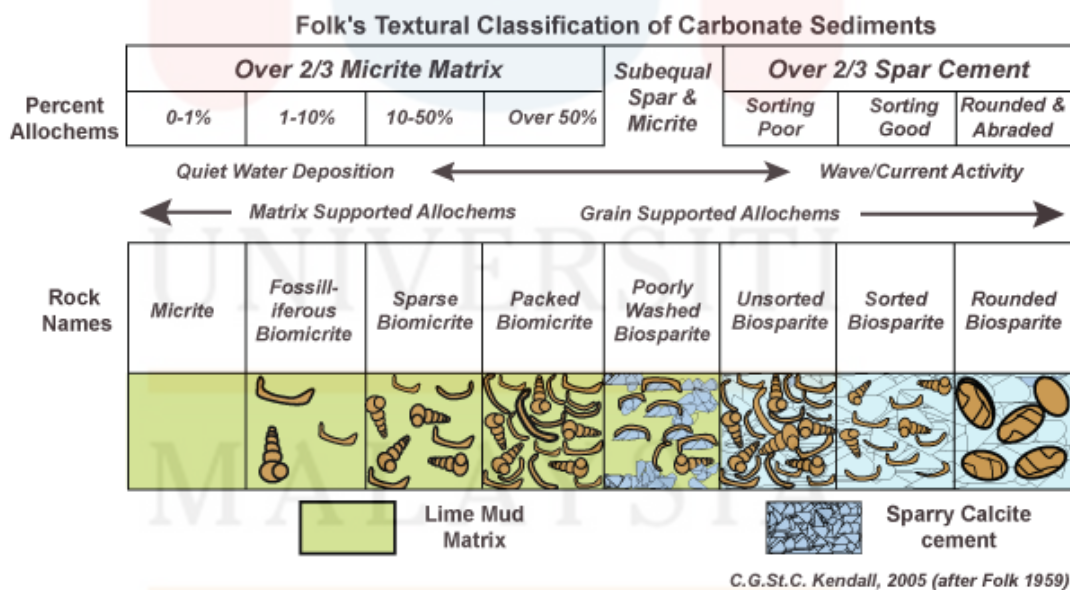 Folk's Textural Classification of Carbonate Sediments
Over 2/3 Micrite Matrix
Subequal
Spar &
Micrite
Over 2/3 Spar Cement
Percent
Allochems
0-1%
1-10%
10-50%
Over 50%
Sorting
Poor
Sorting
Good
Rounded &
Abraded
Quiet Water Deposition
Wave/Current Activity
Matrix Supported Allochems
Grain Supported Allochems
UNIVERSITI
Rock
Names
Micrite
Fossill-
iferous
Biomicrite
Sparse
Biomicrite
Packed
Biomicrite
Poorly
Washed
Biosparite
Unsorted
Biosparite
Sorted
Biosparite
Rounded
Biosparite
MALAYSIA
Lime Mud
Matrix
Sparry Calcite
cement
C.G.St.C. Kendall, 2005 (after Folk 1959)